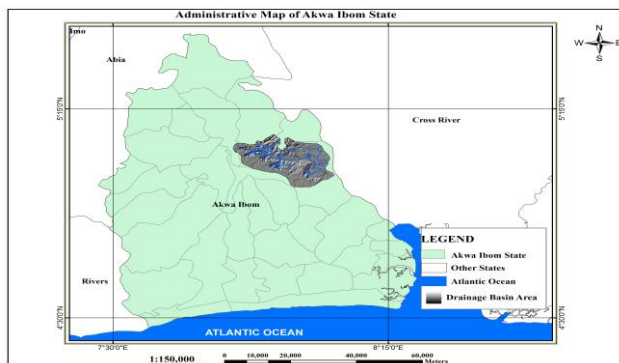 Administrative Map of Akwa Ibom State
Imo
Abia
N
W E
S
5°15'0"N
5°15'0"N
Cross River
Akwa Ibom
LEGEND
Akwa Ibom State
Other States
Atlantic Ocean
Drainage Basin Area
Rivers
4°30'0"N
4°30'0"N
ATLANTIC OCEAN
7°30'0"E
8°15'0"E
1:150,000
0 10,000 20,000 40,000 60,000
Meters